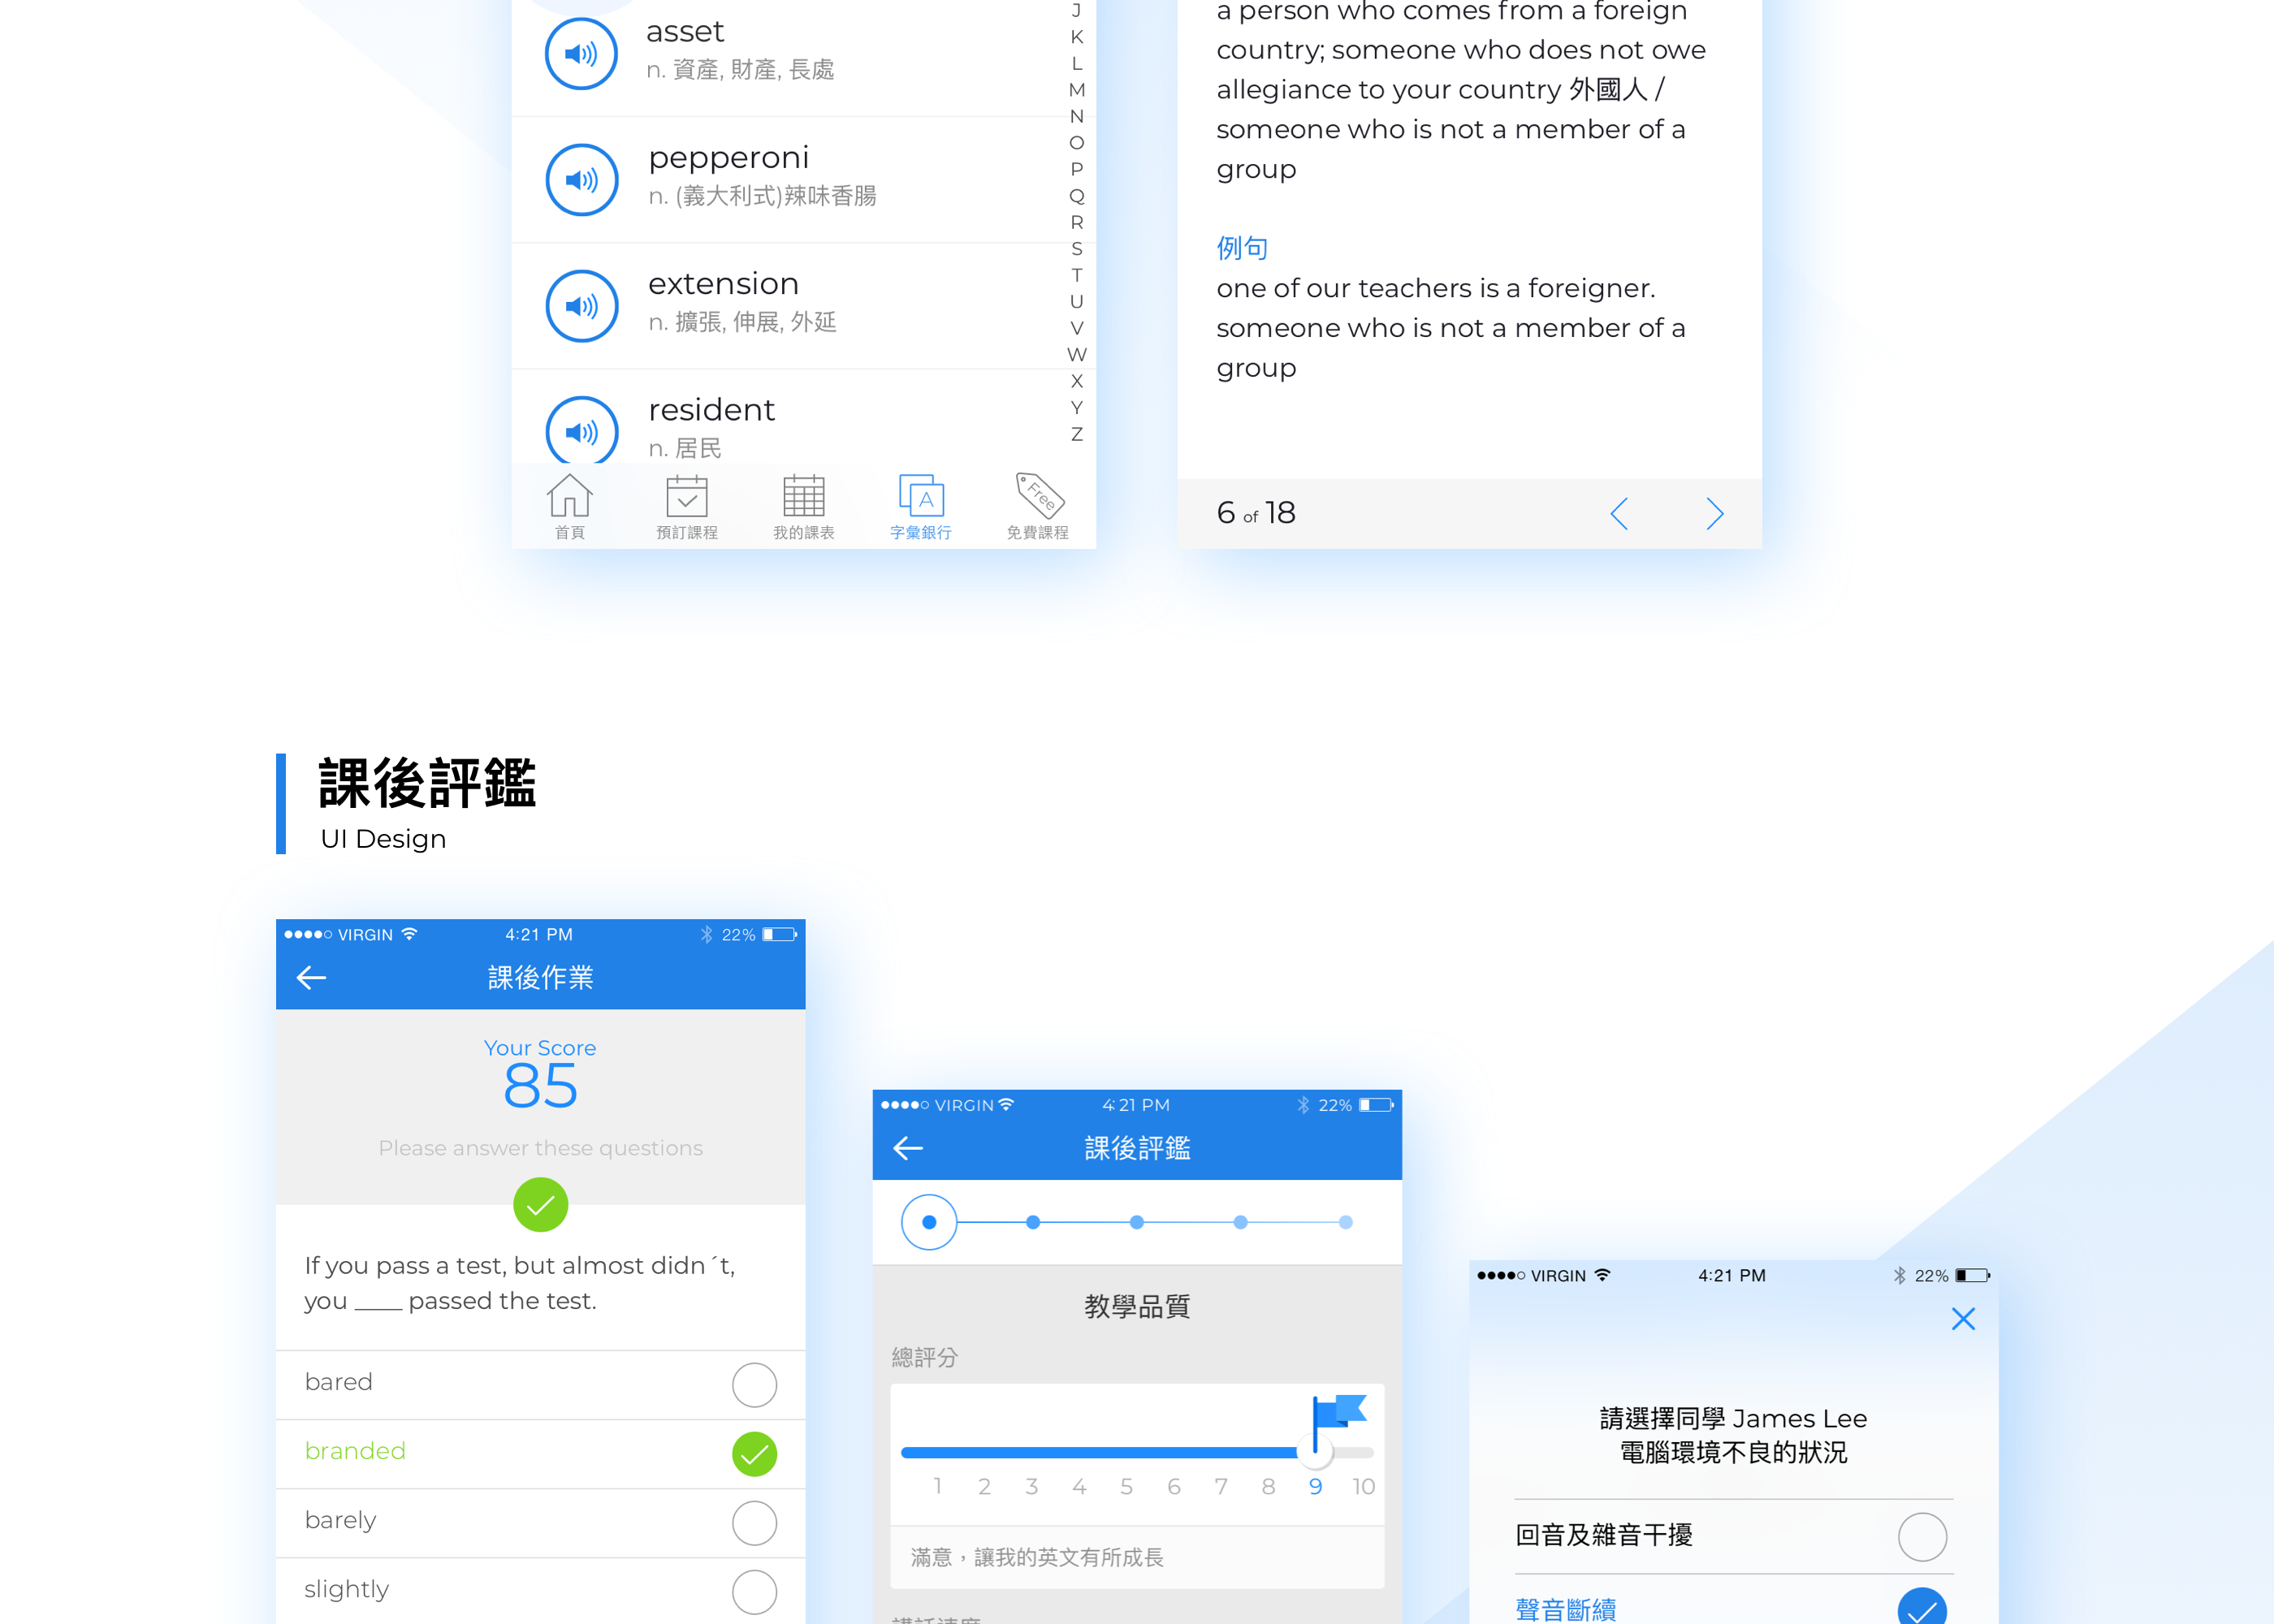 asset
n. 資產, 財產, 長處
pepperoni
n. (義大利式)辣味香腸
extension
n. 擴張, 伸展, 外延
resident
n. 居民
J
K
L
M
N
O
P
Q
R
S
T
U
V
W
X
Y
Z
首頁
預訂課程
我的課表
A
字彙銀行
Free
免費課程
a person who comes from a foreign
country; someone who does not owe
allegiance to your country 外國人 /
someone who is not a member of a
group
例句
one of our teachers is a foreigner.
someone who is not a member of a
group
6 of 18
課後評鑑
UI Design
VIRGIN 4:21 PM 22%
課後作業
Your Score
85
Please answer these questions
If you pass a test, but almost didn´t,
you ____ passed the test.
bared
branded
barely
slightly
VIRGIN 4:21 PM 22%
課後評鑑
教學品質
總評分
1 2 3 4 5 6 7 8 9 10
滿意，讓我的英文有所成長
VIRGIN 4:21 PM 22%
請選擇同學 James Lee
電腦環境不良的狀況
回音及雜音干擾
聲音斷續